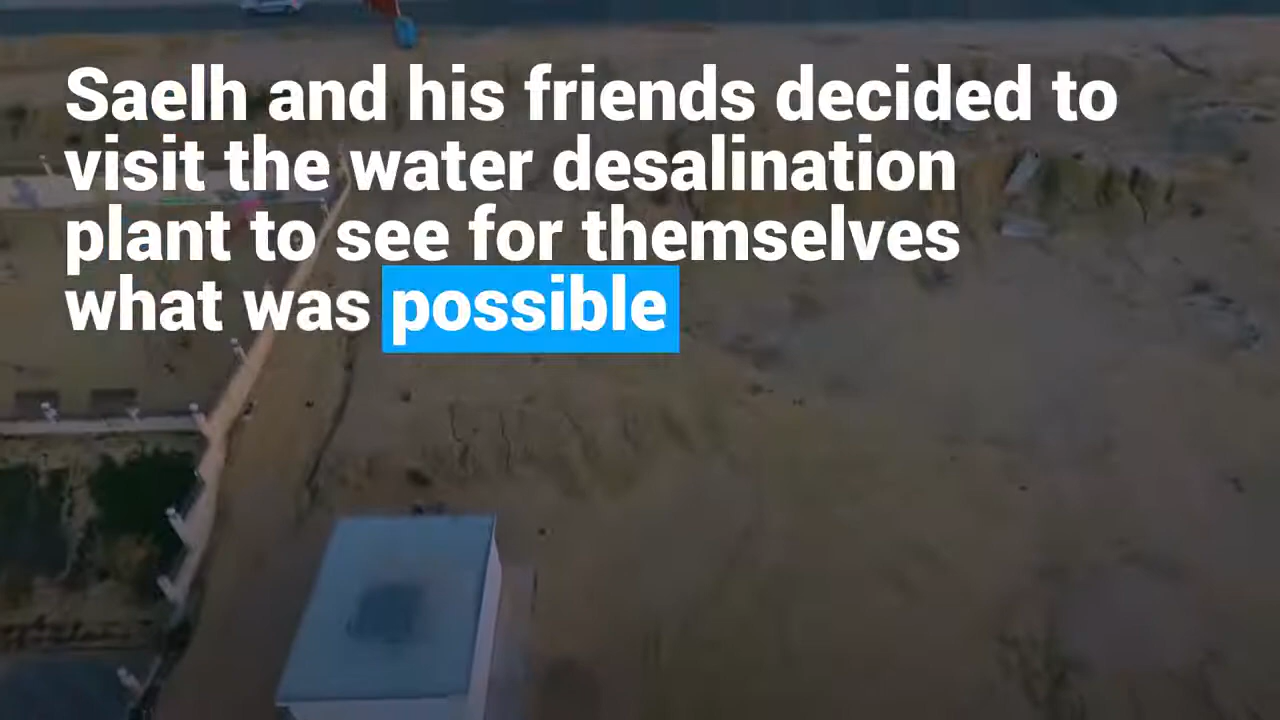 Saelh and his friends decided to
visit the water desalination
plant to see for themselves
what was possible